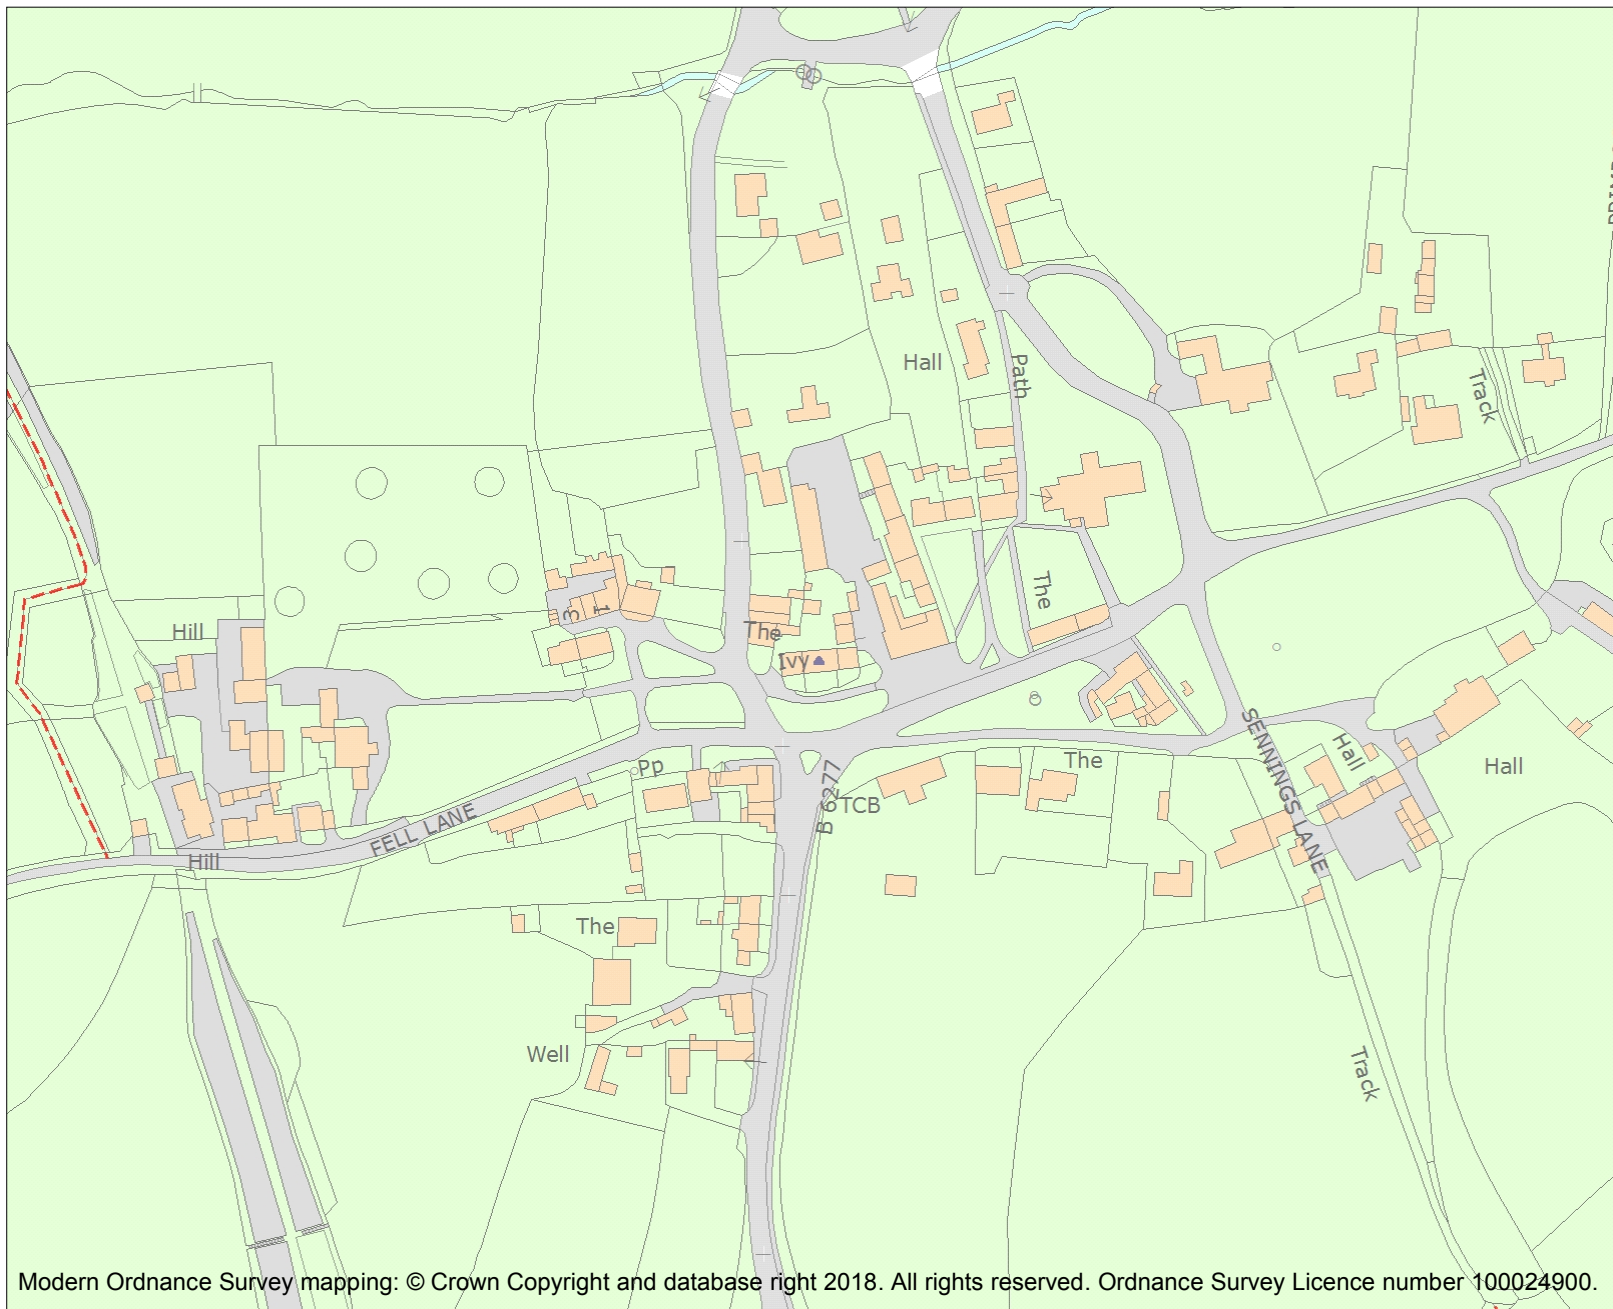 Hall
Path
Track
The
Hill
3
1
The
Ivy
SENNINGS LANE
Pp
The
Hall
Hall
B 6277
TCB
FELL LANE
Hill
The
Well
Track
Modern Ordnance Survey mapping: © Crown Copyright and database right 2018. All rights reserved. Ordnance Survey Licence number 100024900.